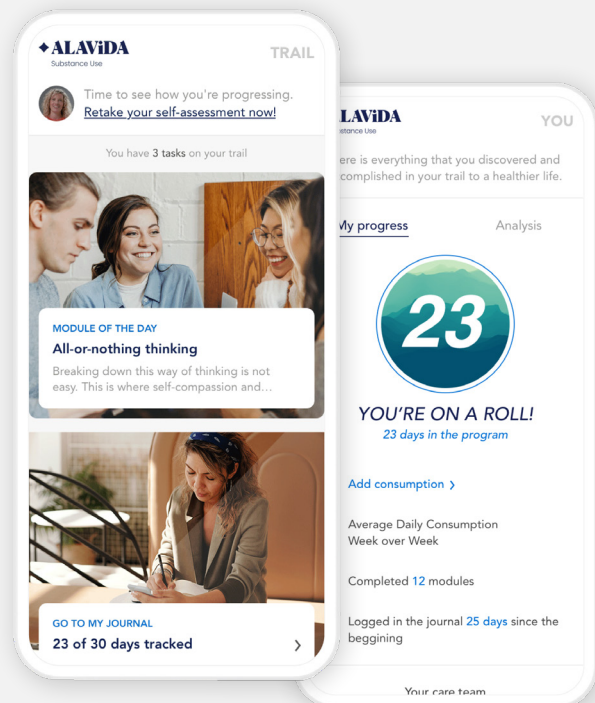 ALAViDA
TRAIL
Substance Use
Time to see how you're progressing.
Retake your self-assessment now!
You have 3 tasks on your trail
MODULE OF THE DAY
All-or-nothing thinking
Breaking down this way of thinking is not
easy. This is where self-compassion and...
GO TO MY JOURNAL
23 of 30 days tracked
LAViDA
YOU
stance Use
ere is everything that you discovered and
complished in your trail to a healthier life.
My progress
Analysis
23
YOU'RE ON A ROLL!
23 days in the program
Add consumption
Average Daily Consumption
Week over Week
Completed 12 modules
Logged in the journal 25 days since the
beggining
Your care team